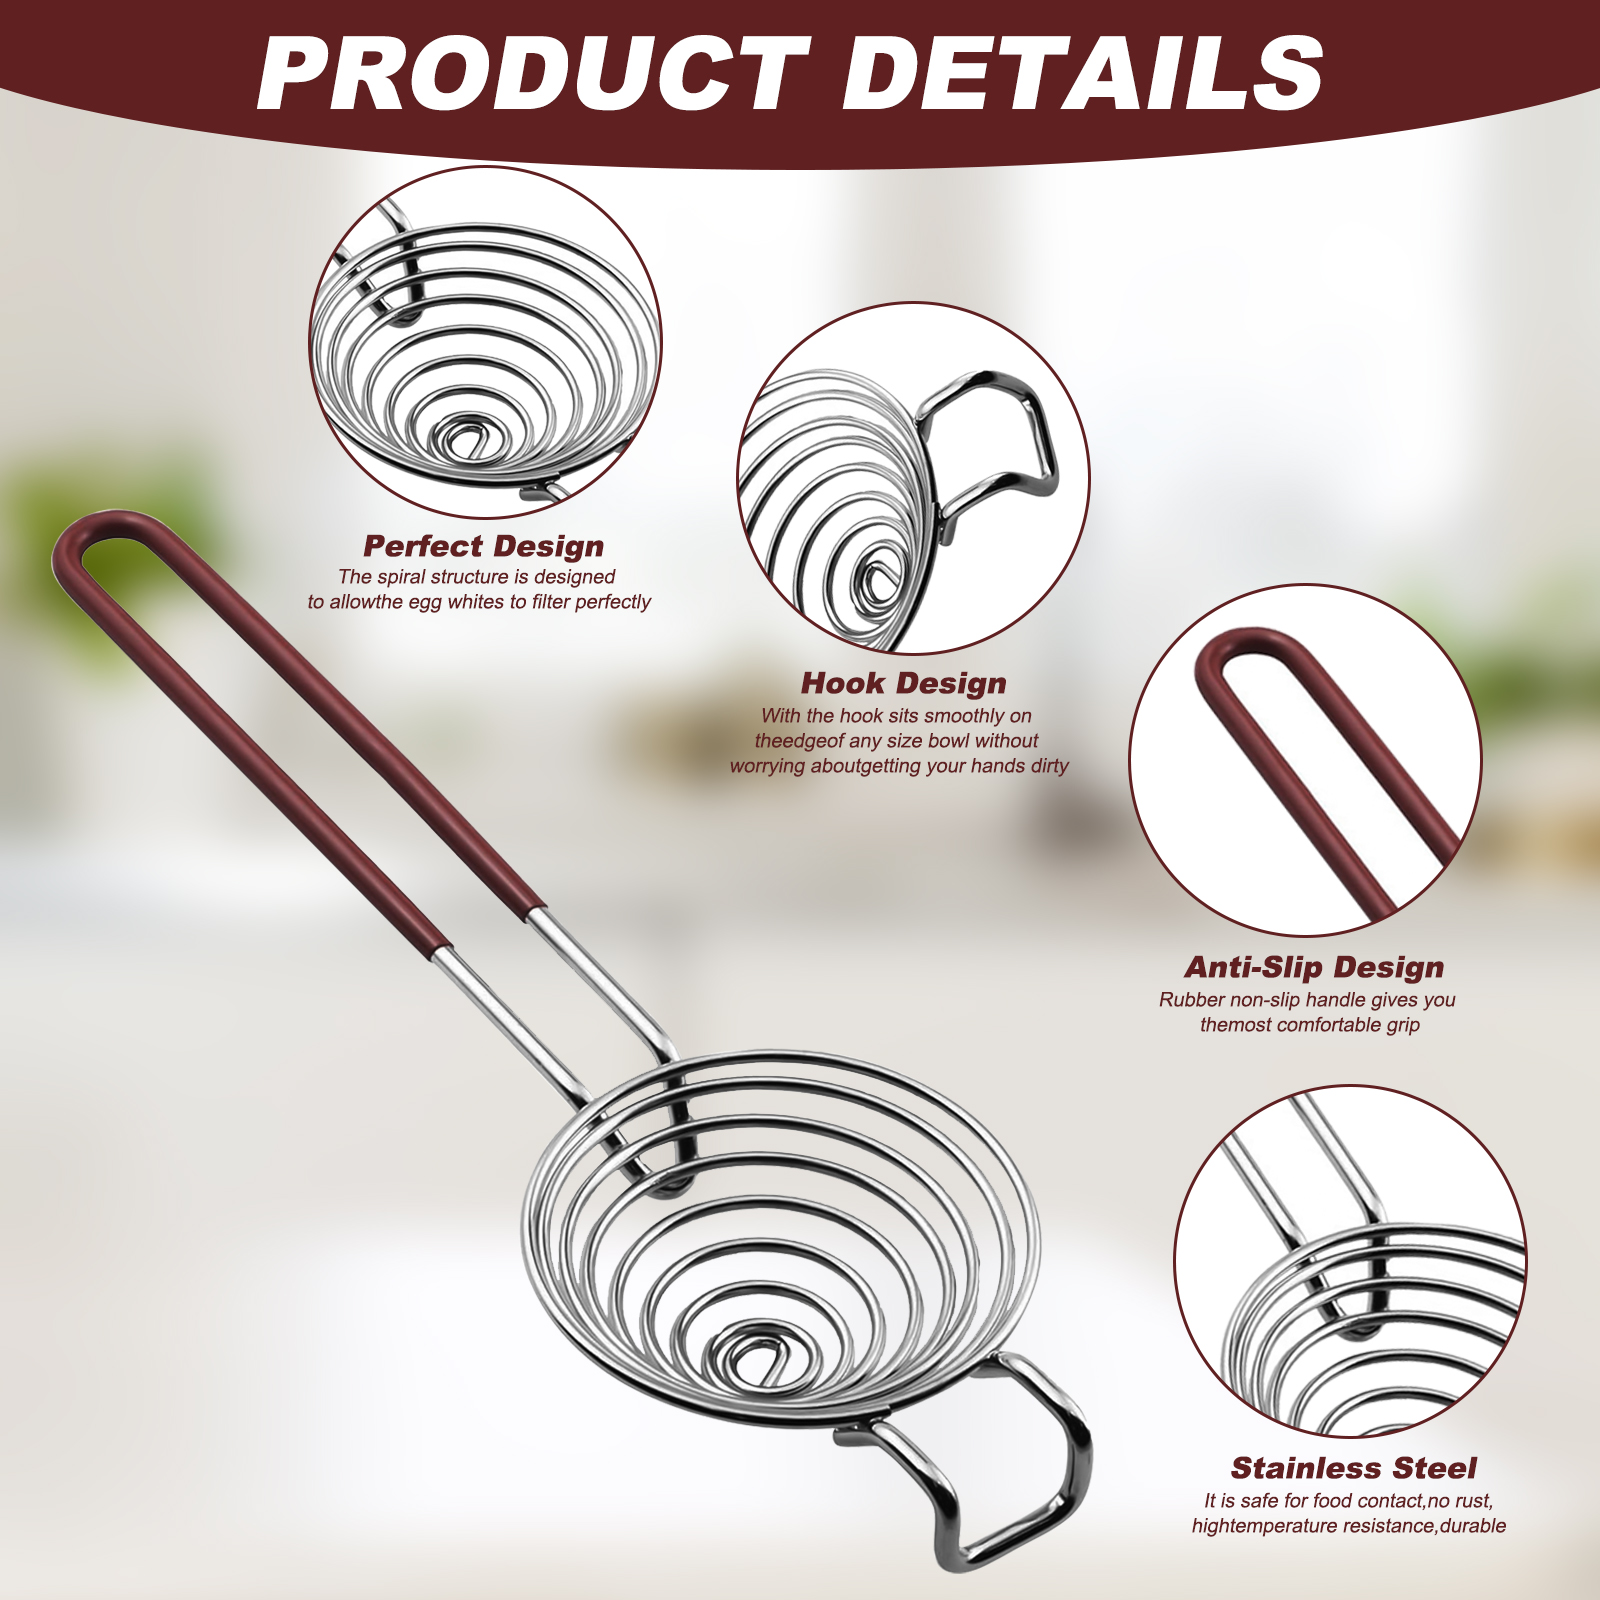 PRODUCT DETAILS
Perfect Design
The spiral structure is designed
to allowthe egg whites to filter perfectly
Hook Design
With the hook sits smoothly on
theedgeof any size bowl without
worrying aboutgetting your hands dirty
Anti-Slip Design
Rubber non-slip handle gives you
themost comfortable grip
Stainless Steel
It is safe for food contact,no rust,
hightemperature resistance,durable